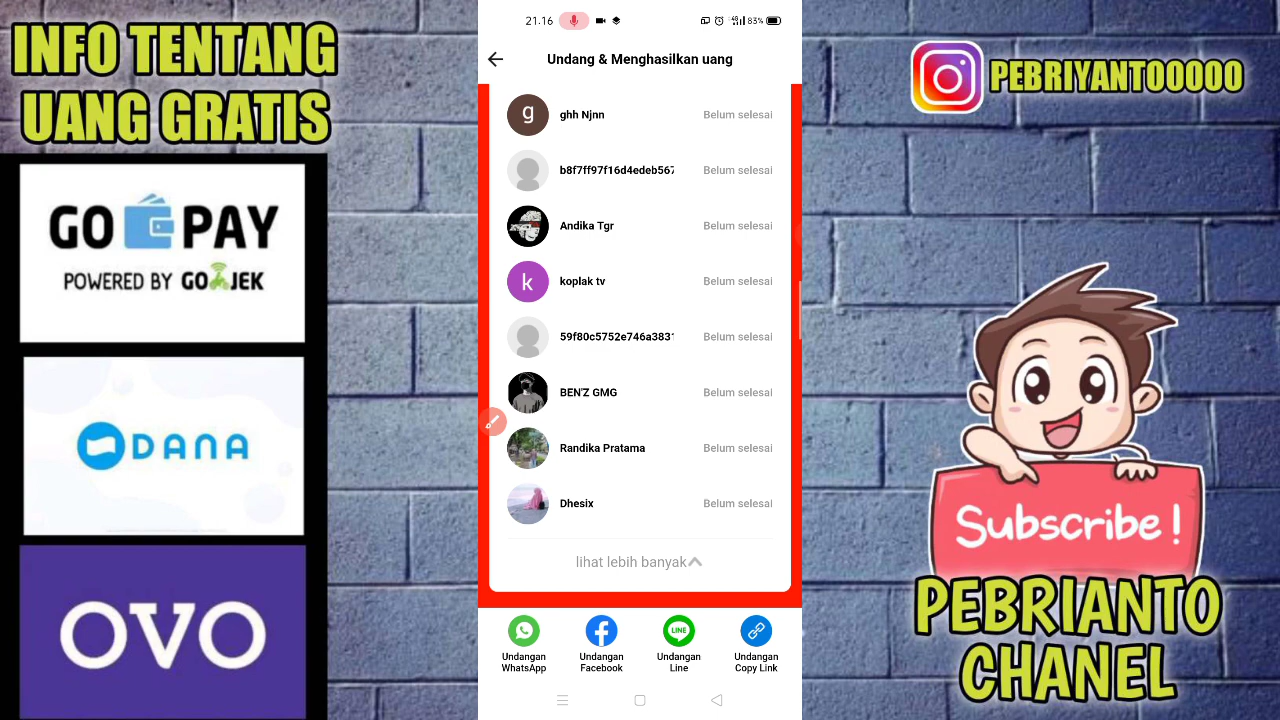 INFO TENTANG
UANG GRATIS
GO PAY
POWERED BY GOJEK
DANA
OVO
21.16
83%
Undang & Menghasilkan uang
ghh Njnn
Belum selesai
b8f7ff97f16d4edeb567
Belum selesai
Andika Tgr
Belum selesai
k
koplak tv
Belum selesai
59f80c5752e746a3831
Belum selesai
BEN'Z GMG
Belum selesai
Randika Pratama
Belum selesai
Dhesix
Belum selesai
lihat lebih banyak
LINE
Undangan
WhatsApp
Undangan
Facebook
Undangan
Line
Undangan
Copy Link
PEBRIYANTOOOOO
Subscribe!
PEBRIANTO
CHANEL